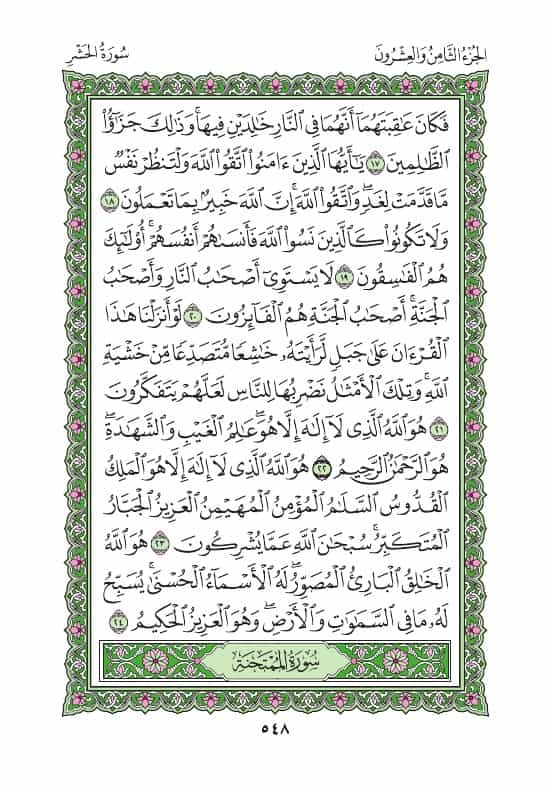 الجزء الثامن والعشرون
سورة الحشر
فَكَانَ عَٰقِبَتَهُمَآ أَنَّهُمَا فِي ٱلنَّارِ خَٰلِدَيْنِ فِيهَاۚ وَذَٰلِكَ جَزَٰٓؤُاْ
ٱلظَّٰلِمِينَ ١٧ يَٰٓأَيُّهَا ٱلَّذِينَ ءَامَنُواْ ٱتَّقُواْ ٱللَّهَ وَلْتَنظُرْ نَفْسٌ
مَّا قَدَّمَتْ لِغَدٍۖ وَٱتَّقُواْ ٱللَّهَۚ إِنَّ ٱللَّهَ خَبِيرٌۢ بِمَا تَعْمَلُونَ ١٨
وَلَا تَكُونُواْ كَٱلَّذِينَ نَسُواْ ٱللَّهَ فَأَنسَىٰهُمْ أَنفُسَهُمْۚ أُوْلَٰٓئِكَ
هُمُ ٱلْفَٰسِقُونَ ١٩ لَا يَسْتَوِيٓ أَصْحَٰبُ ٱلنَّارِ وَأَصْحَٰبُ
ٱلْجَنَّةِۚ أَصْحَٰبُ ٱلْجَنَّةِ هُمُ ٱلْفَآئِزُونَ ٢٠ لَوْ أَنزَلْنَا هَٰذَا
ٱلْقُرْءَانَ عَلَىٰ جَبَلٍ لَّرَأَيْتَهُۥ خَٰشِعًا مُّتَصَدِّعًا مِّنْ خَشْيَةِ
ٱللَّهِۚ وَتِلْكَ ٱلْأَمْثَٰلُ نَضْرِبُهَا لِلنَّاسِ لَعَلَّهُمْ يَتَفَكَّرُونَ
٢١ هُوَ ٱللَّهُ ٱلَّذِي لَآ إِلَٰهَ إِلَّا هُوَۖ عَٰلِمُ ٱلْغَيْبِ وَٱلشَّهَٰدَةِۖ
هُوَ ٱلرَّحْمَٰنُ ٱلرَّحِيمُ ٢٢ هُوَ ٱللَّهُ ٱلَّذِي لَآ إِلَٰهَ إِلَّا هُوَ ٱلْمَلِكُ
ٱلْقُدُّوسُ ٱلسَّلَٰمُ ٱلْمُؤْمِنُ ٱلْمُهَيْمِنُ ٱلْعَزِيزُ ٱلْجَبَّارُ
ٱلْمُتَكَبِّرُۚ سُبْحَٰنَ ٱللَّهِ عَمَّا يُشْرِكُونَ ٢٣ هُوَ ٱللَّهُ
ٱلْخَٰلِقُ ٱلْبَارِئُ ٱلْمُصَوِّرُۖ لَهُ ٱلْأَسْمَآءُ ٱلْحُسْنَىٰۚ يُسَبِّحُ
لَهُۥ مَا فِي ٱلسَّمَٰوَٰتِ وَٱلْأَرْضِۖ وَهُوَ ٱلْعَزِيزُ ٱلْحَكِيمُ ٢٤
سورة الممتحنة
٥٤٨